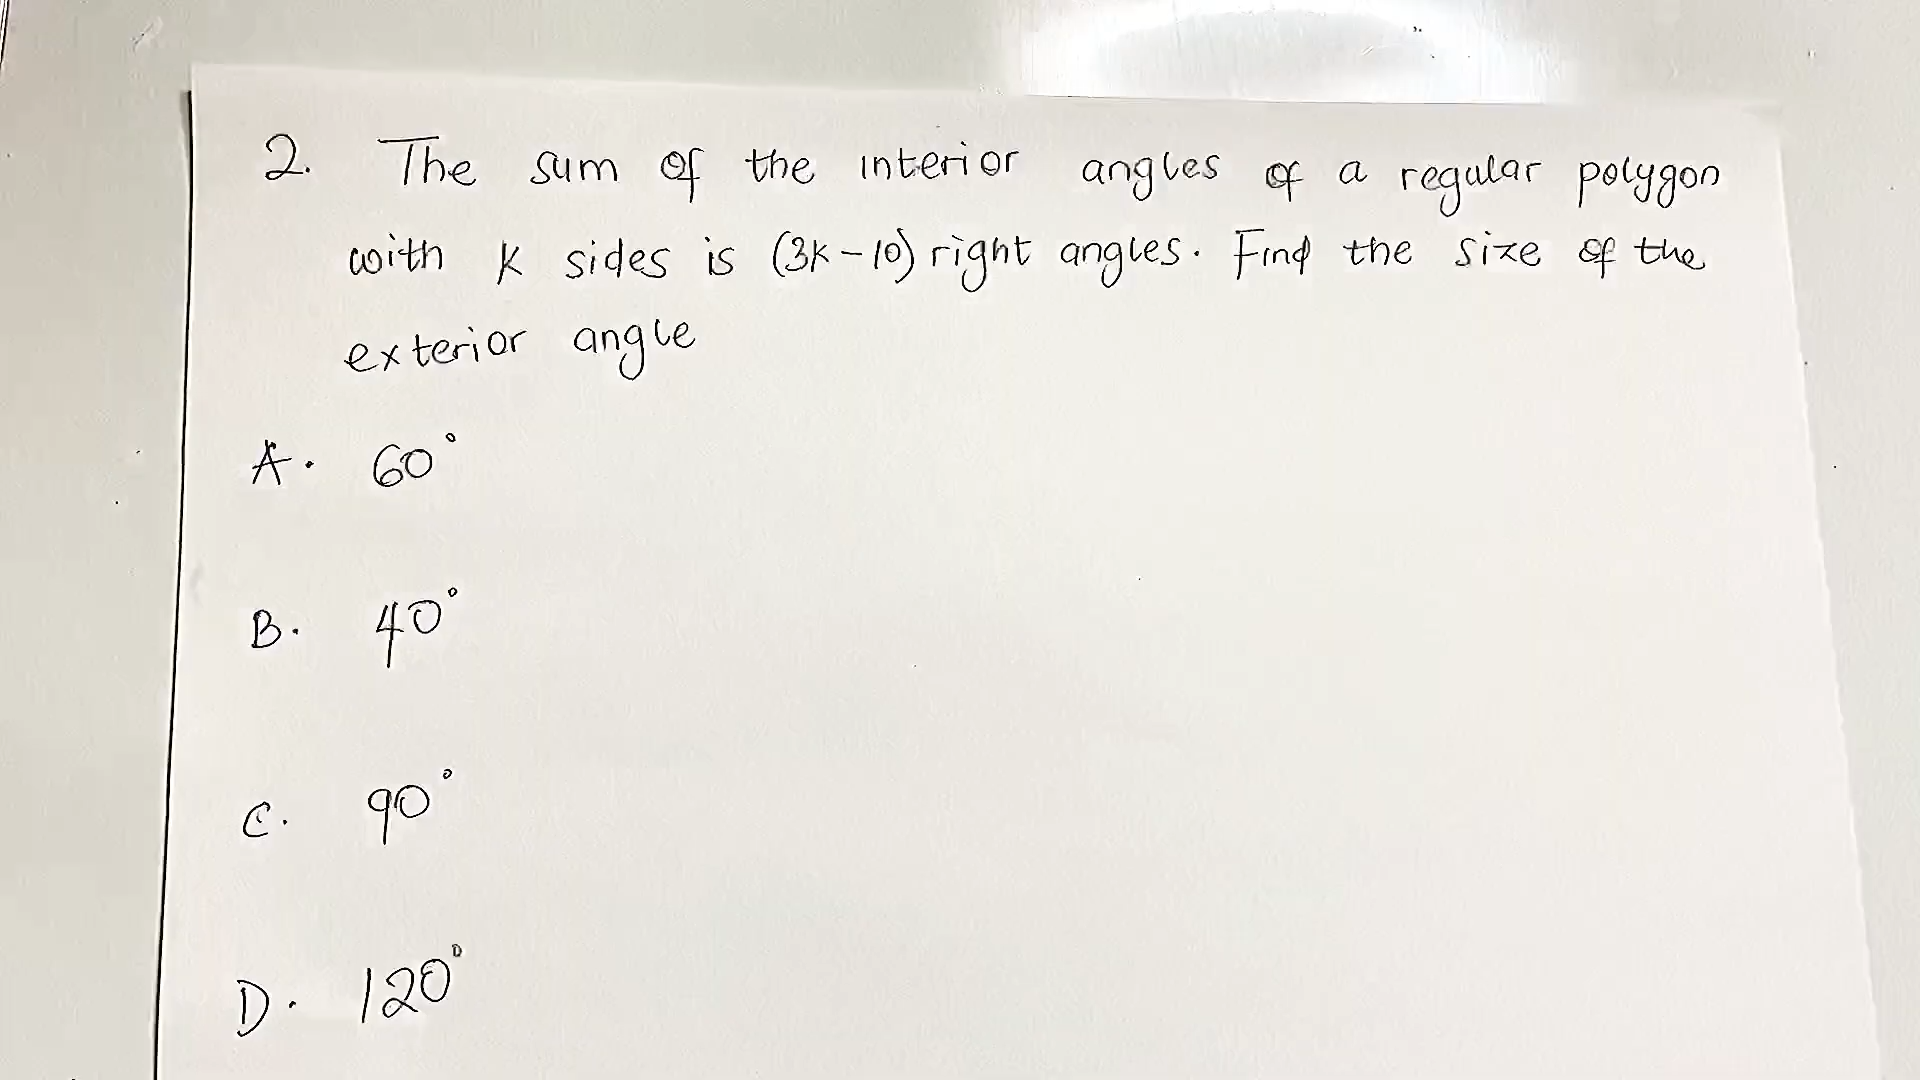 2. The sum of the interior angles of a regular polygon
with k sides is (3k-10) right angles. Find the size of the
exterior angle
A. 60°
B. 40°
C. 90°
D. 120°